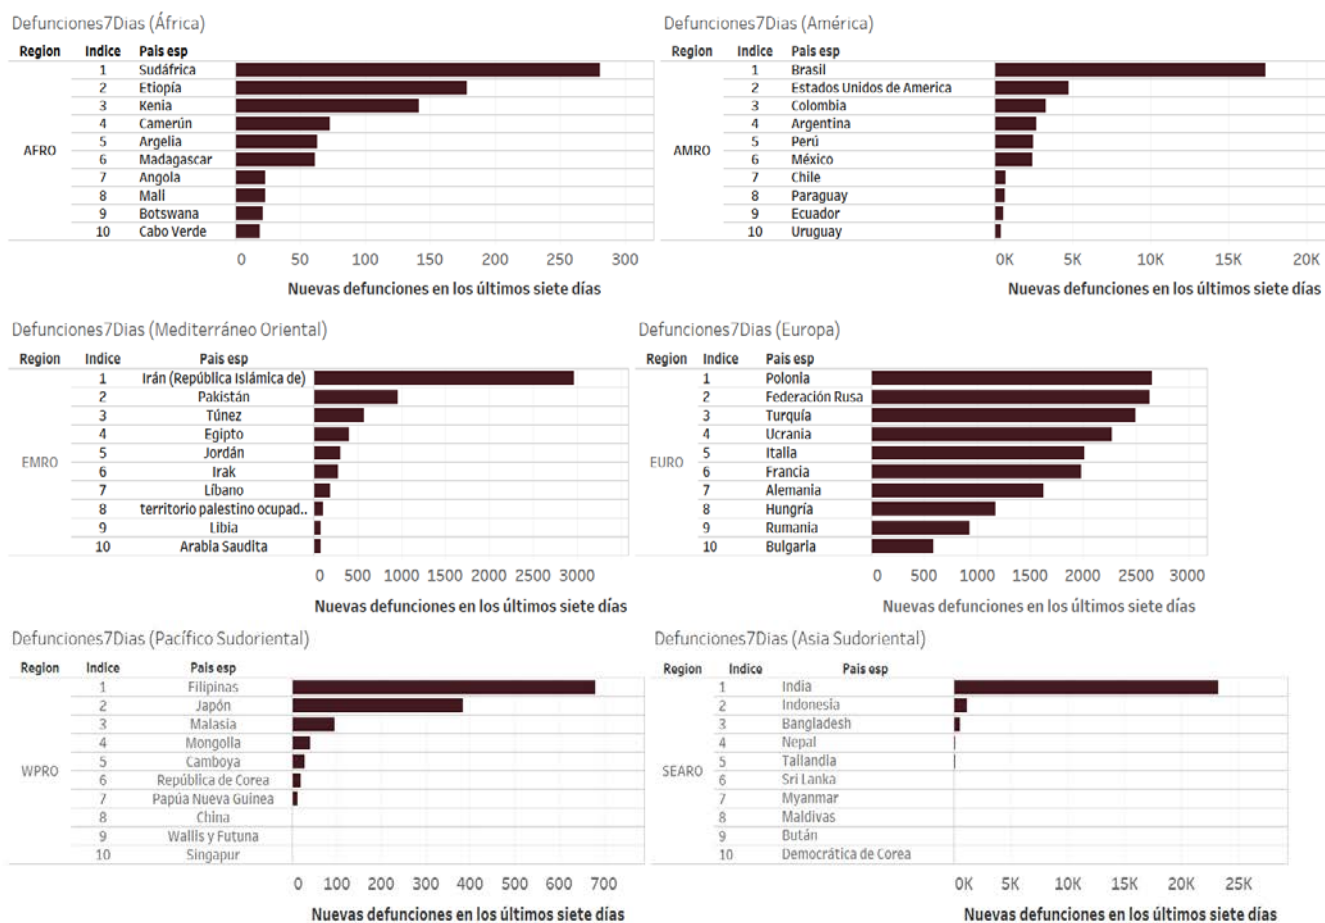 Defunciones7Dias (África)
Region Indice Pais esp
AFRO
1 Sudáfrica
2 Etiopía
3 Kenia
4 Camerún
5 Argelia
6 Madagascar
7 Angola
8 Mali
9 Botswana
10 Cabo Verde
0 50 100 150 200 250 300
Nuevas defunciones en los últimos siete días
Defunciones7Dias (América)
Region Indice Pais esp
AMRO
1 Brasil
2 Estados Unidos de America
3 Colombia
4 Argentina
5 Perú
6 México
7 Chile
8 Paraguay
9 Ecuador
10 Uruguay
0K 5K 10K 15K 20K
Nuevas defunciones en los últimos siete días
Defunciones7Dias (Mediterráneo Oriental)
Region Indice Pais esp
EMRO
1 Irán (República Islámica de)
2 Pakistán
3 Túnez
4 Egipto
5 Jordán
6 Irak
7 Líbano
8 territorio palestino ocupad..
9 Libia
10 Arabia Saudita
0 500 1000 1500 2000 2500 3000
Nuevas defunciones en los últimos siete días
Defunciones7Dias (Europa)
Region Indice Pais esp
EURO
1 Polonia
2 Federación Rusa
3 Turquía
4 Ucrania
5 Italia
6 Francia
7 Alemania
8 Hungría
9 Rumania
10 Bulgaria
0 500 1000 1500 2000 2500 3000
Nuevas defunciones en los últimos siete días
Defunciones7Dias (Pacífico Sudoriental)
Region Indice Pais esp
WPRO
1 Filipinas
2 Japón
3 Malasia
4 Mongolia
5 Camboya
6 República de Corea
7 Papúa Nueva Guinea
8 China
9 Wallis y Futuna
10 Singapur
0 100 200 300 400 500 600 700
Nuevas defunciones en los últimos siete días
Defunciones7Dias (Asia Sudoriental)
Region Indice Pais esp
SEARO
1 India
2 Indonesia
3 Bangladesh
4 Nepal
5 Tailandia
6 Sri Lanka
7 Myanmar
8 Maldivas
9 Bután
10 Democrática de Corea
0K 5K 10K 15K 20K 25K
Nuevas defunciones en los últimos siete días